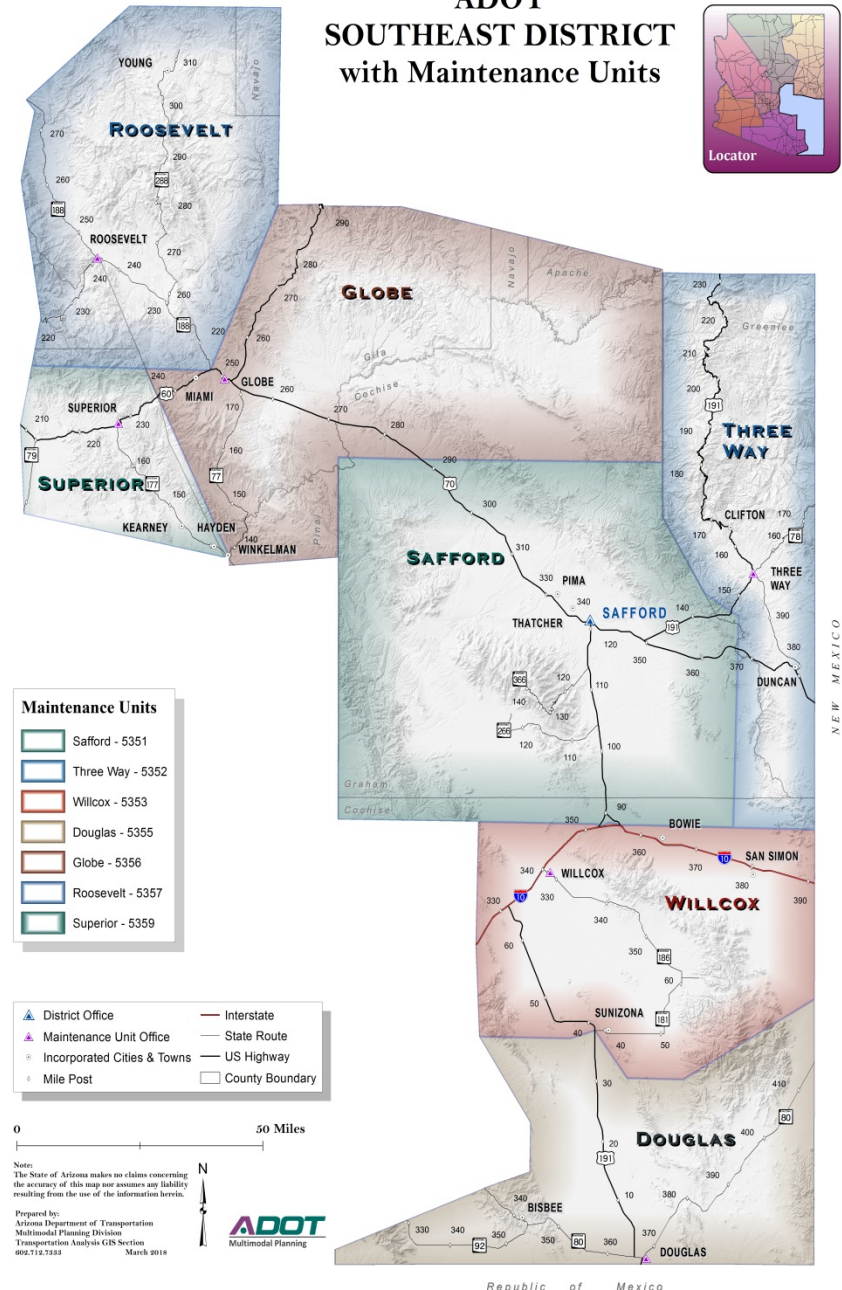 ADOT
SOUTHEAST DISTRICT
with Maintenance Units
Locator
YOUNG
310
Navajo
300
270
ROOSEVELT
290
260
288
280
188
250
ROOSEVELT
270
240
240
260
230
230
188
220
220
290
280
Navajo
Apache
270
GLOBE
260
Gila
Cochise
250
240
GLOBE
60
MIAMI
260
170
270
280
290
160
77
150
140
Pinal
WINKELMAN
SUPERIOR
210
230
220
79
160
SUPERIOR
177
150
KEARNEY
HAYDEN
230
220
Greenlee
210
200
191
190
THREE
WAY
180
CLIFTON
170
170
160
78
160
THREE
WAY
150
390
380
370
DUNCAN
NEW MEXICO
70
300
310
SAFFORD
330
PIMA
340
SAFFORD
THATCHER
140
191
120
350
360
120
366
110
140
130
266
120
110
100
Graham
Cochise
90
350
BOWIE
360
10
SAN SIMON
370
380
390
340
WILLCOX
330
10
330
WILLCOX
340
350
60
186
60
50
SUNIZONA
181
40
40
50
30
410
80
400
DOUGLAS
20
191
390
10
380
340
BISBEE
330
340
350
92
350
80
360
370
DOUGLAS
Republic of Mexico
Maintenance Units
Safford - 5351
Three Way - 5352
Willcox - 5353
Douglas - 5355
Globe - 5356
Roosevelt - 5357
Superior - 5359
District Office
Interstate
Maintenance Unit Office
State Route
Incorporated Cities & Towns
US Highway
Mile Post
County Boundary
0
50 Miles
Note:
The State of Arizona makes no claims concerning
the accuracy of this map nor assumes any liability
resulting from the use of the information herein.
N
Prepared by:
Arizona Department of Transportation
Multimodal Planning Division
Transportation Analysis GIS Section
602.712.7333 March 2018
ADOT
Multimodal Planning